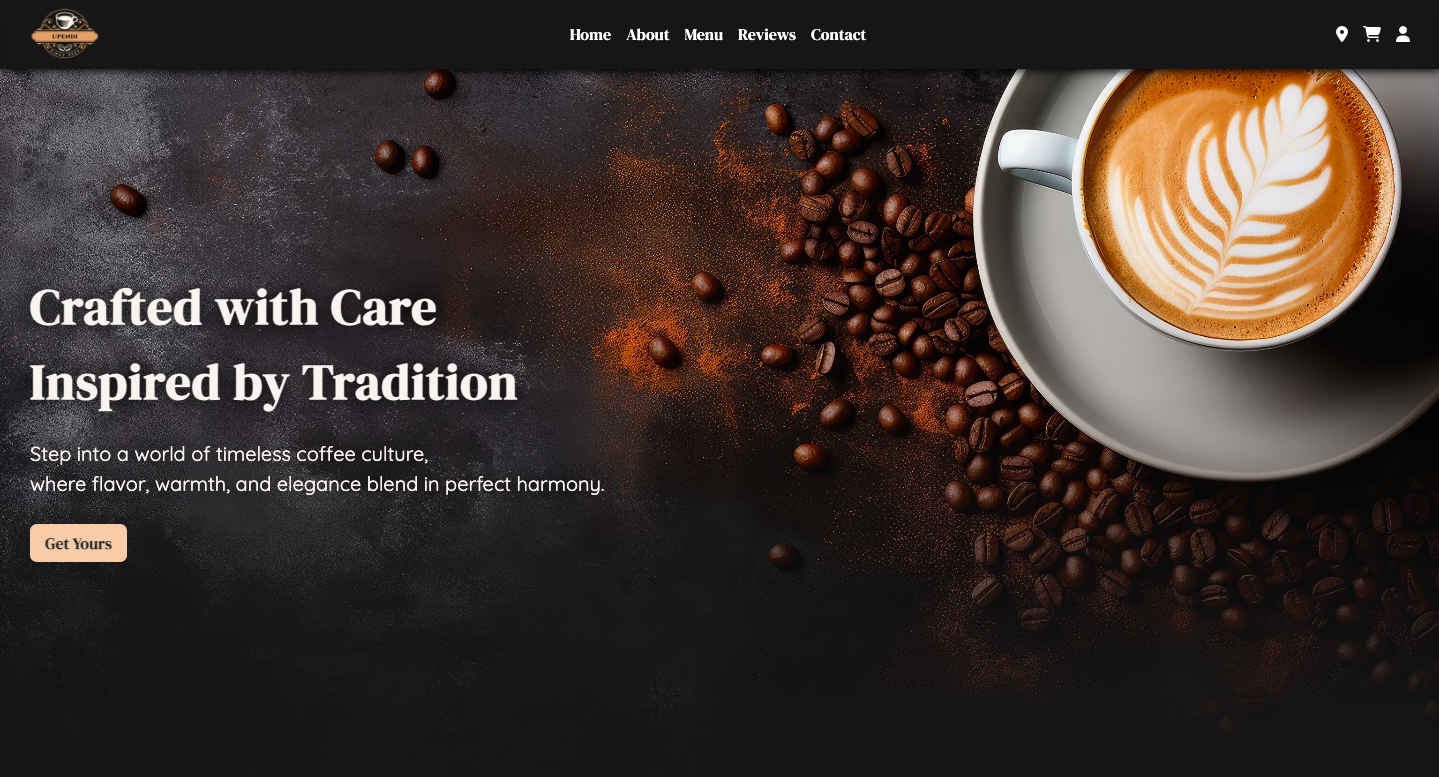 UPENDI
Home About Menu Reviews Contact
Crafted with Care
Inspired by Tradition
Step into a world of timeless coffee culture,
where flavor, warmth, and elegance blend in perfect harmony.
Get Yours